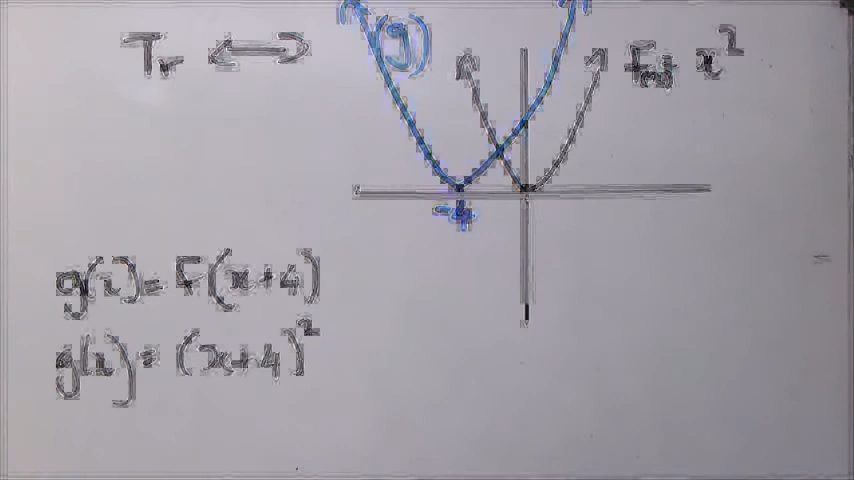 Tr ↔
(g)
f(x) x²
-4
g(x) = f(x+4)
g(x) = (x+4)²